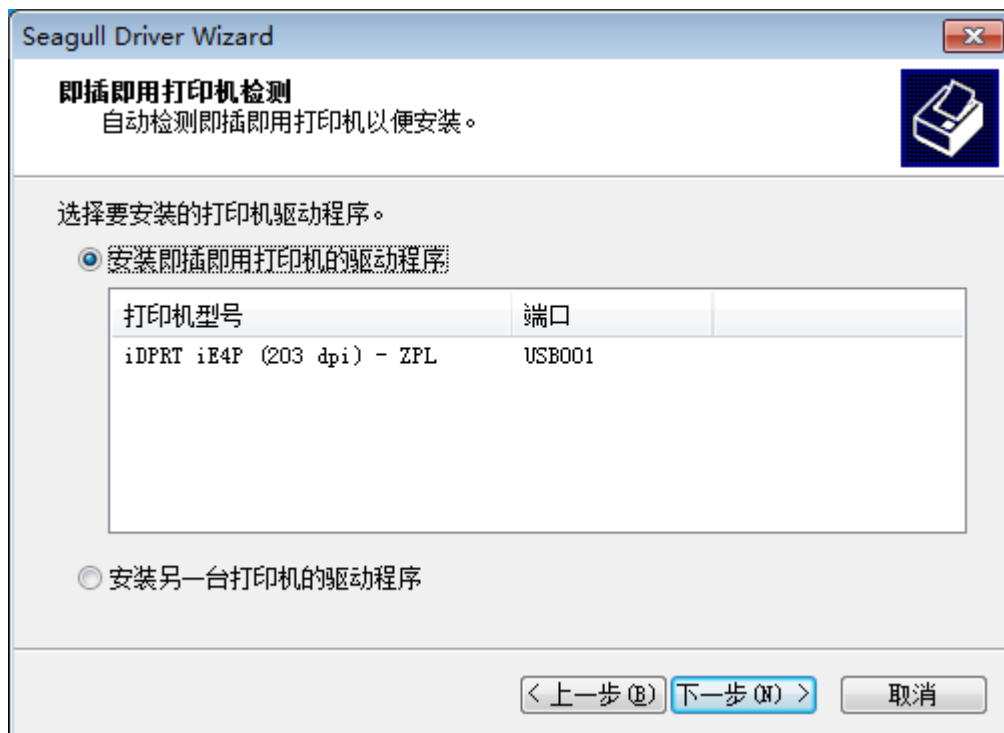 Seagull Driver Wizard
即插即用打印机检测
自动检测即插即用打印机以便安装。
选择要安装的打印机驱动程序。
安装即插即用打印机的驱动程序
打印机型号 端口
iDPRT iE4P (203 dpi) - ZPL USB001
安装另一台打印机的驱动程序
< 上一步(B) 下一步(N) > 取消